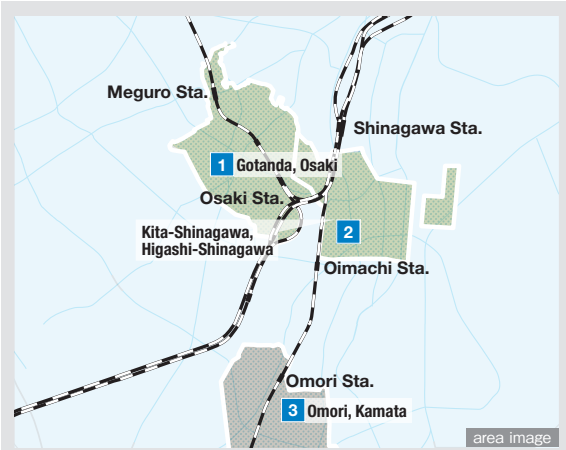 Meguro Sta.
Shinagawa Sta.
1 Gotanda, Osaki
Osaki Sta.
Kita-Shinagawa,
Higashi-Shinagawa
2
Oimachi Sta.
Omori Sta.
3 Omori, Kamata
area image